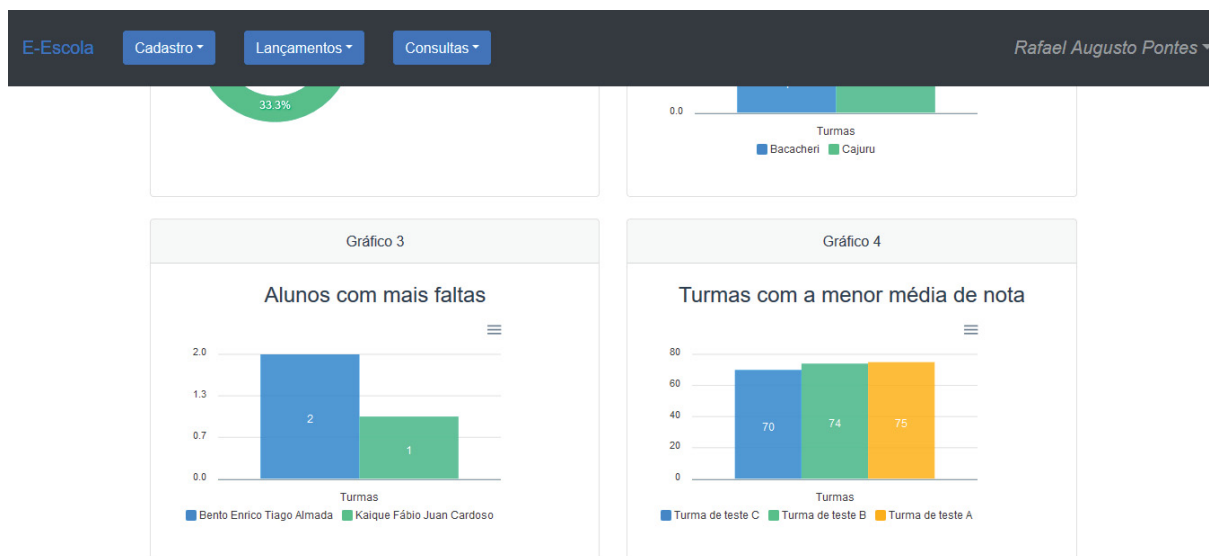 E-Escola Cadastro Lançamentos Consultas Rafael Augusto Pontes
33.3%
0.0
Turmas
Bacacheri Cajuru
Gráfico 3
Alunos com mais faltas
2.0
1.3
0.7
0.0
2
1
Turmas
Bento Enrico Tiago Almada Kaique Fábio Juan Cardoso
Gráfico 4
Turmas com a menor média de nota
80
60
40
20
0
70
74
75
Turmas
Turma de teste C Turma de teste B Turma de teste A